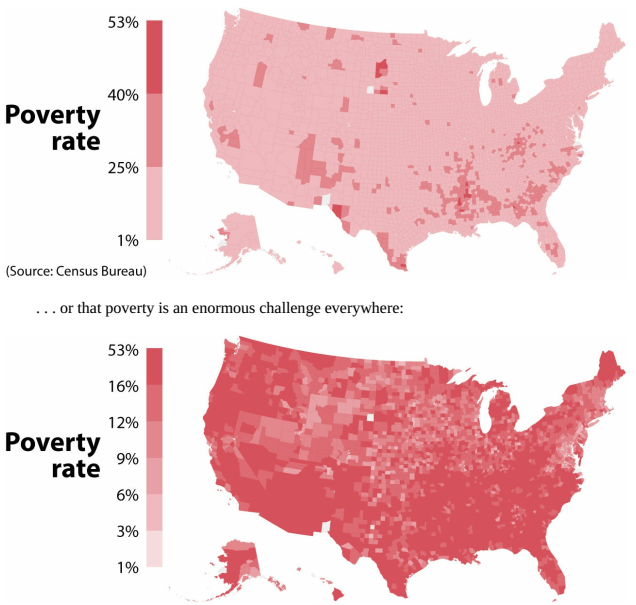 53%
40%
Poverty
rate
25%
1%
(Source: Census Bureau)
. . . or that poverty is an enormous challenge everywhere:
53%
16%
12%
Poverty
rate
9%
6%
3%
1%